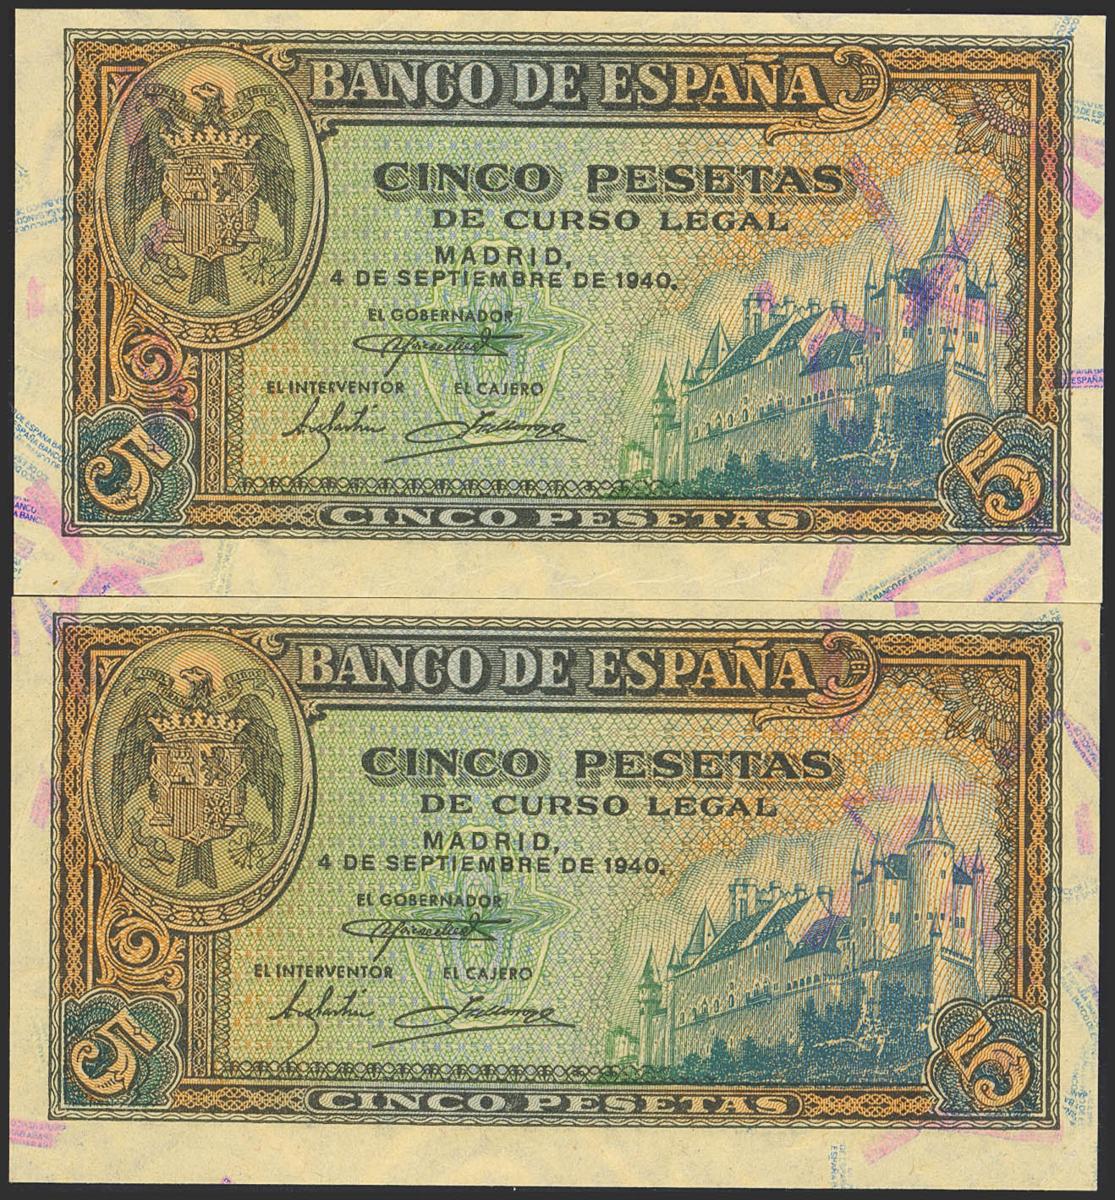 BANCO DE ESPAÑA
CINCO PESETAS
DE CURSO LEGAL
MADRID,
4 DE SEPTIEMBRE DE 1940.
EL GOBERNADOR
EL INTERVENTOR EL CAJERO
5 5
CINCO PESETAS
BANCO DE ESPAÑA
CINCO PESETAS
DE CURSO LEGAL
MADRID,
4 DE SEPTIEMBRE DE 1940.
EL GOBERNADOR
EL INTERVENTOR EL CAJERO
5 5
CINCO PESETAS